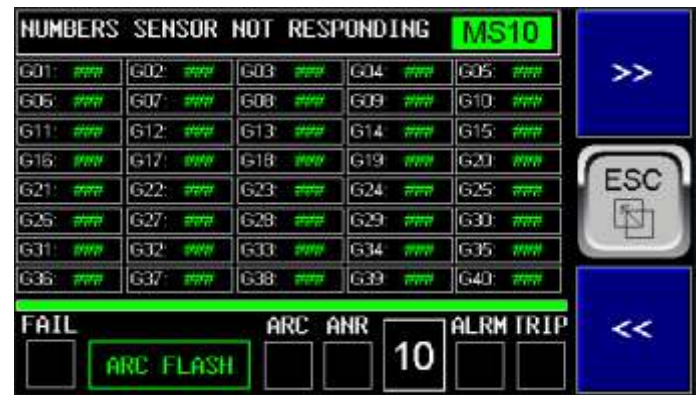 NUMBERS SENSOR NOT RESPONDING MS10
>>
G01: ### G02: ### G03: ### G04: ### G05: ###
G06: ### G07: ### G08: ### G09: ### G10: ###
G11: ### G12: ### G13: ### G14: ### G15: ###
G16: ### G17: ### G18: ### G19: ### G20: ###
G21: ### G22: ### G23: ### G24: ### G25: ###
G26: ### G27: ### G28: ### G29: ### G30: ###
G31: ### G32: ### G33: ### G34: ### G35: ###
G36: ### G37: ### G38: ### G39: ### G40: ###
ESC
FAIL ARC ANR ALRM TRIP
ARC FLASH 10
<<